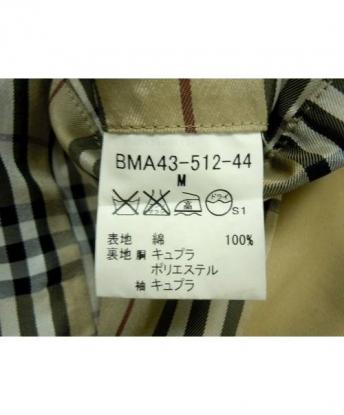 BMA43-512-44
M
高 ドライ S1
表地 綿 100%
裏地 胴 キュプラ
ポリエステル
袖 キュプラ